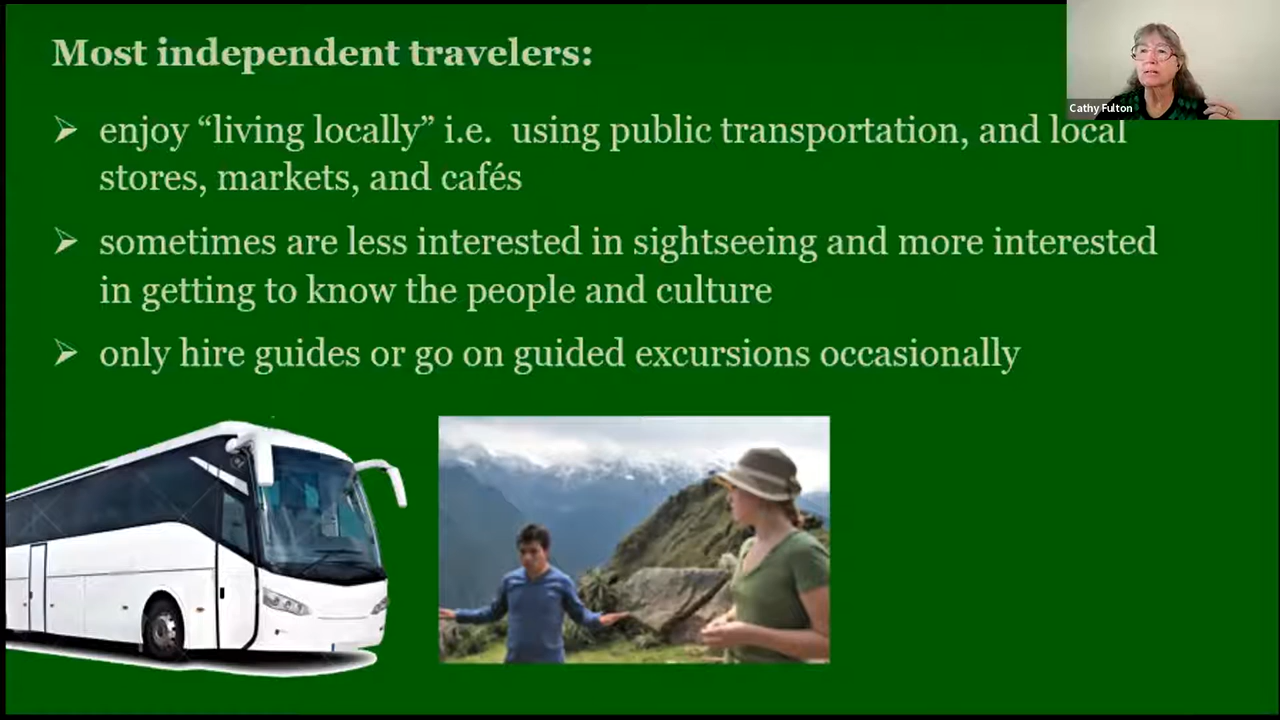 Most independent travelers:
➢ enjoy “living locally” i.e. using public transportation, and local
stores, markets, and cafés
➢ sometimes are less interested in sightseeing and more interested
in getting to know the people and culture
➢ only hire guides or go on guided excursions occasionally
Cathy Fulton